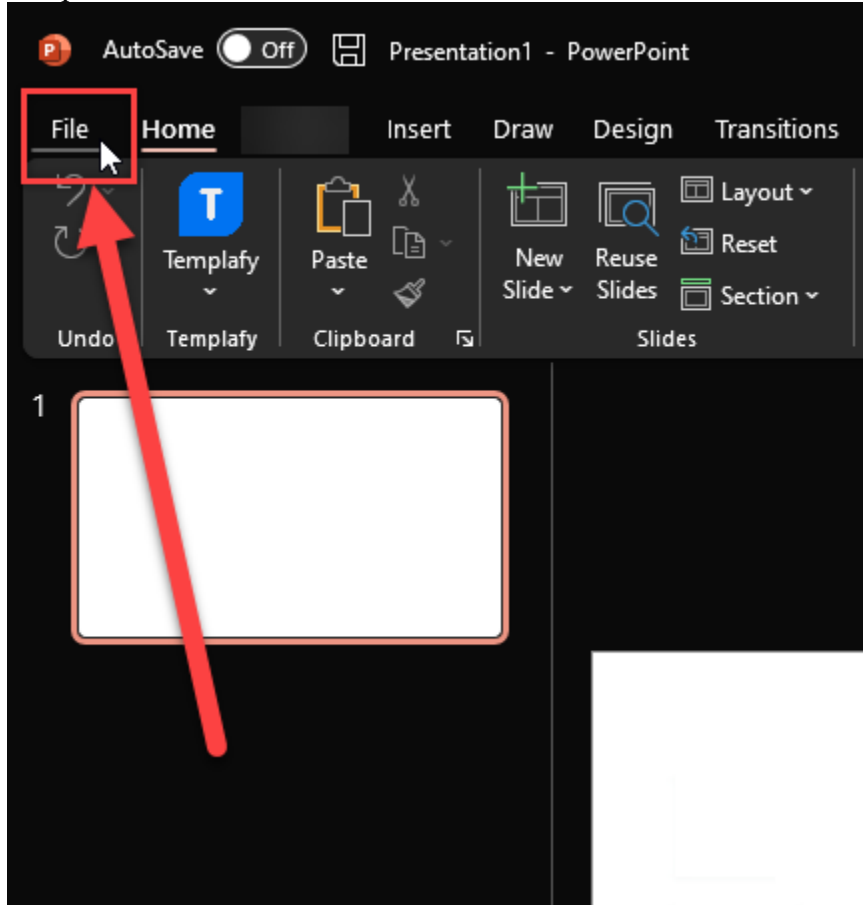 AutoSave Off Presentation1 - PowerPoint
File Home Insert Draw Design Transitions
Templafy Paste New Slide Reuse Slides Layout
Reset
Section
Undo Templafy Clipboard Slides
1